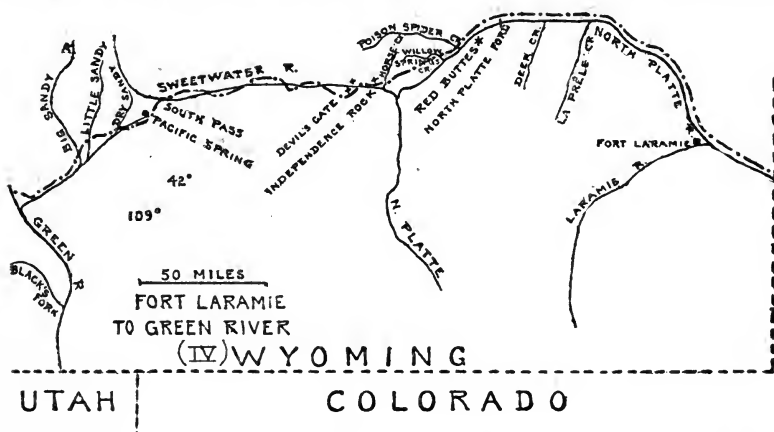 BIG SANDY R.
LITTLE SANDY
DRY SANDY
SWEETWATER R.
SOUTH PASS
PACIFIC SPRING
DEVIL'S GATE
INDEPENDENCE ROCK
HORSE CR.
POISON SPIDER CR.
WILLOW
SPRINGS
CR.
RED BUTTES
NORTH PLATTE FORD
DEER CR.
LA PRÊLE CR.
NORTH PLATTE
FORT LARAMIE
LARAMIE R.
42°
109°
N. PLATTE
GREEN R
BLACK'S
FORK
50 MILES
FORT LARAMIE
TO GREEN RIVER
(IV) WYOMING
UTAH
COLORADO